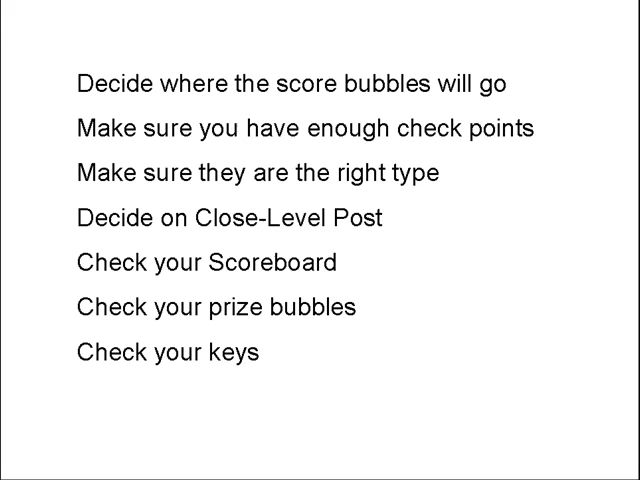 Decide where the score bubbles will go
Make sure you have enough check points
Make sure they are the right type
Decide on Close-Level Post
Check your Scoreboard
Check your prize bubbles
Check your keys